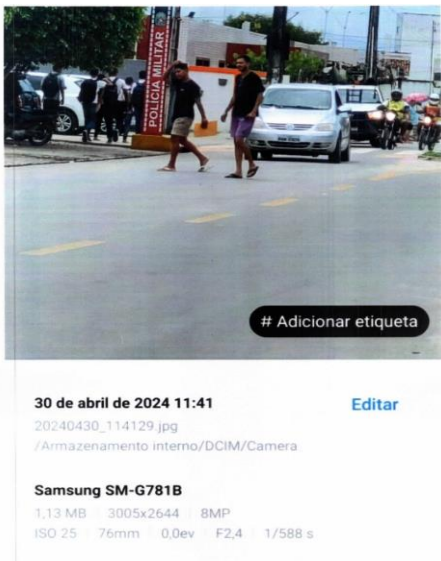 POLÍCIA MILITAR
# Adicionar etiqueta
30 de abril de 2024 11:41
Editar
20240430_114129.jpg
/Armazenamento interno/DCIM/Camera
Samsung SM-G781B
1,13 MB 3005x2644 8MP
ISO 25 76mm 0,0ev F2,4 1/588 s